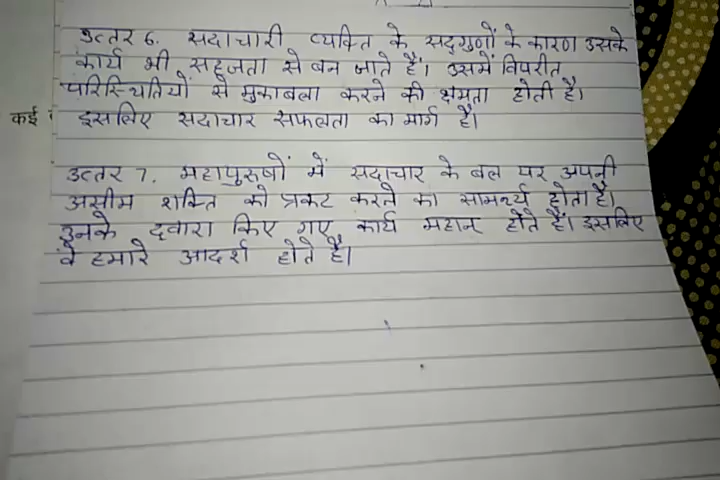 उत्तर 6. सदाचारी व्यक्ति के सद्गुणों के कारण उसके
कार्य भी सहजता से बन जाते हैं। उसमें विपरीत
परिस्थितियों से मुकाबला करने की क्षमता होती है।
कई
इसलिए सदाचार सफलता का मार्ग है।
उत्तर 7. महापुरुषों में सदाचार के बल पर अपनी
असीम शक्ति को प्रकट करने का सामर्थ्य होता है।
उनके द्वारा किए गए कार्य महान् होते हैं। इसलिए
वे हमारे आदर्श होते हैं।